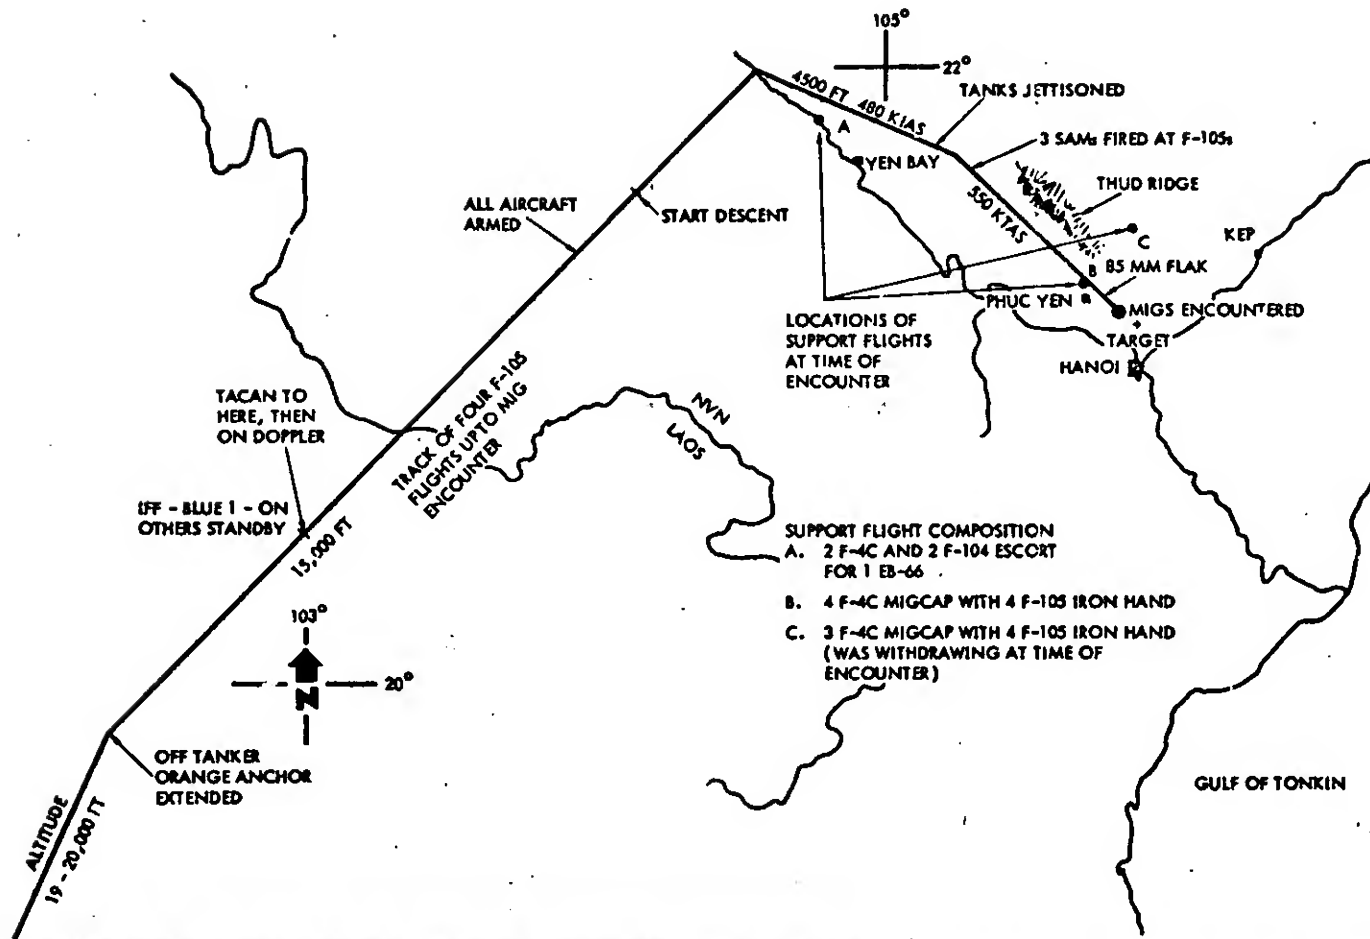 105°
22°
4500 FT 480 KIAS
TANKS JETTISONED
A
3 SAMs FIRED AT F-105s
YEN BAY
THUD RIDGE
550 KTAS
ALL AIRCRAFT
ARMED
START DESCENT
C
KEP
B
85 MM FLAK
PHUC YEN
MIGS ENCOUNTERED
LOCATIONS OF
SUPPORT FLIGHTS
AT TIME OF
ENCOUNTER
TARGET
HANOI
TACAN TO
HERE, THEN
ON DOPPLER
TRACK OF FOUR F-105
FLIGHTS UP TO MIG
ENCOUNTER
NVN
LAOS
IFF - BLUE 1 - ON
OTHERS STANDBY
15,000 FT
SUPPORT FLIGHT COMPOSITION
A. 2 F-4C AND 2 F-104 ESCORT
FOR 1 EB-66
B. 4 F-4C MIGCAP WITH 4 F-105 IRON HAND
C. 3 F-4C MIGCAP WITH 4 F-105 IRON HAND
(WAS WITHDRAWING AT TIME OF
ENCOUNTER)
103°
20°
N
OFF TANKER
ORANGE ANCHOR
EXTENDED
GULF OF TONKIN
ALTITUDE
19 - 20,000 FT